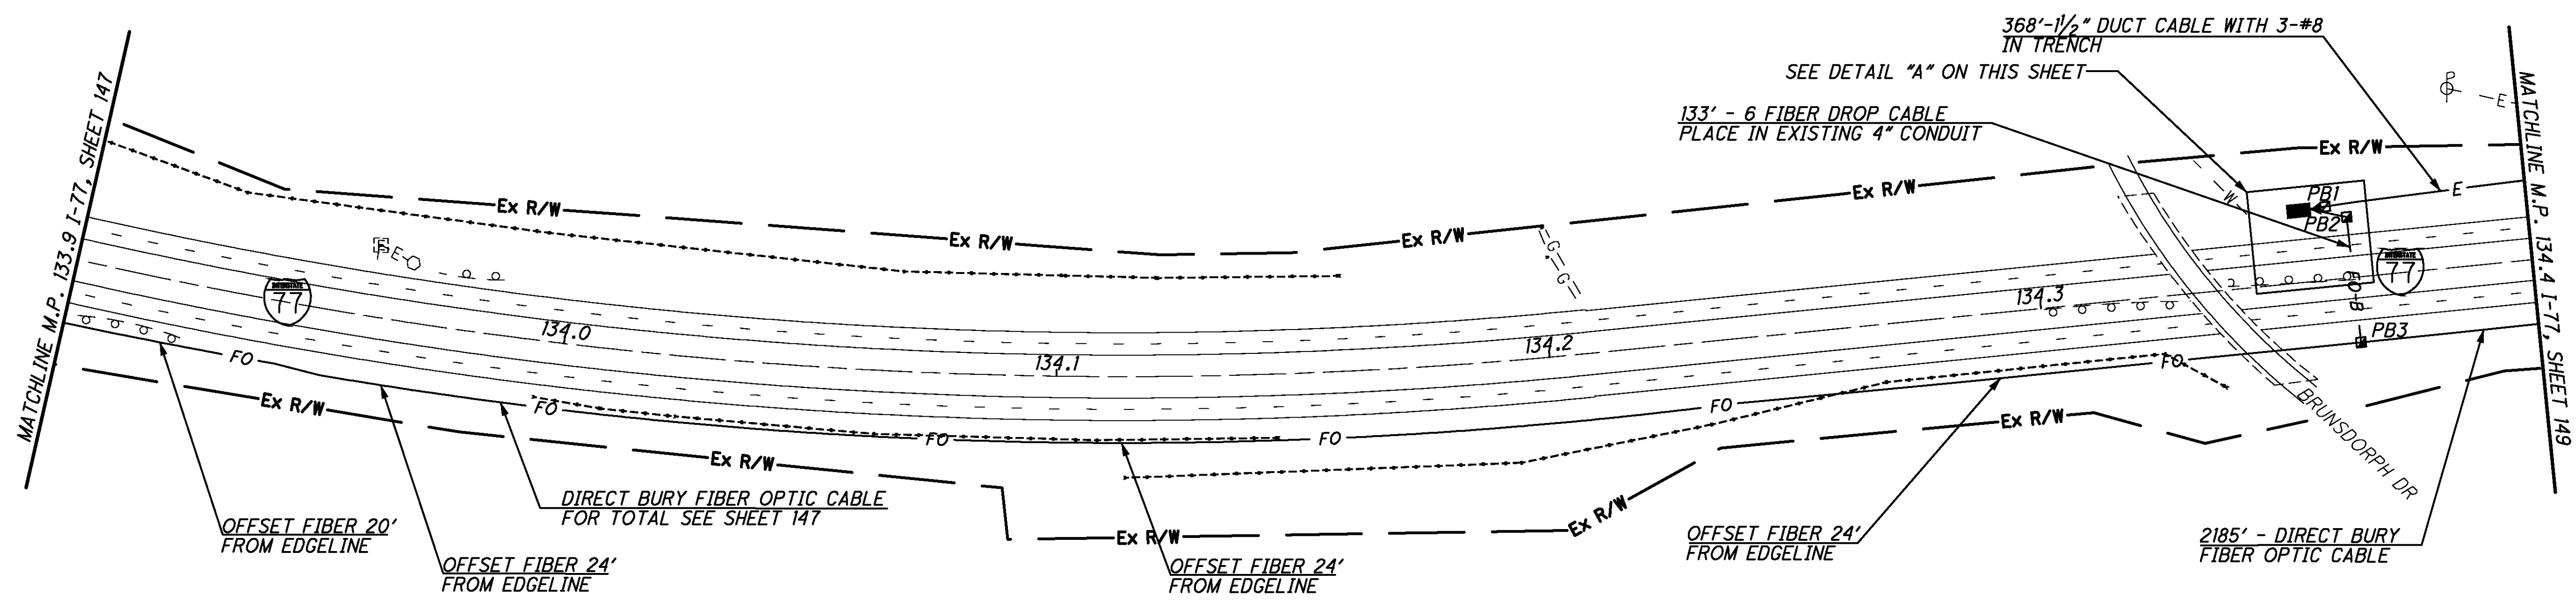 368'-1½" DUCT CABLE WITH 3-#8
IN TRENCH
SEE DETAIL "A" ON THIS SHEET
133' - 6 FIBER DROP CABLE
PLACE IN EXISTING 4" CONDUIT
MATCHLINE M.P. 133.9 I-77, SHEET 147
MATCHLINE M.P. 134.4 I-77, SHEET 149
P
E
Ex R/W
Ex R/W
Ex R/W
Ex R/W
Ex R/W
Ex R/W
W
PB1
PB2
E
E
G
G
INTERSTATE
77
INTERSTATE
77
134.0
134.1
134.2
134.3
FO-B
PB3
FO
FO
FO
FO
FO
FO
Ex R/W
Ex R/W
Ex R/W
Ex R/W
Ex R/W
BRUNSDORPH DR
DIRECT BURY FIBER OPTIC CABLE
FOR TOTAL SEE SHEET 147
OFFSET FIBER 20'
FROM EDGELINE
OFFSET FIBER 24'
FROM EDGELINE
OFFSET FIBER 24'
FROM EDGELINE
OFFSET FIBER 24'
FROM EDGELINE
2185' - DIRECT BURY
FIBER OPTIC CABLE